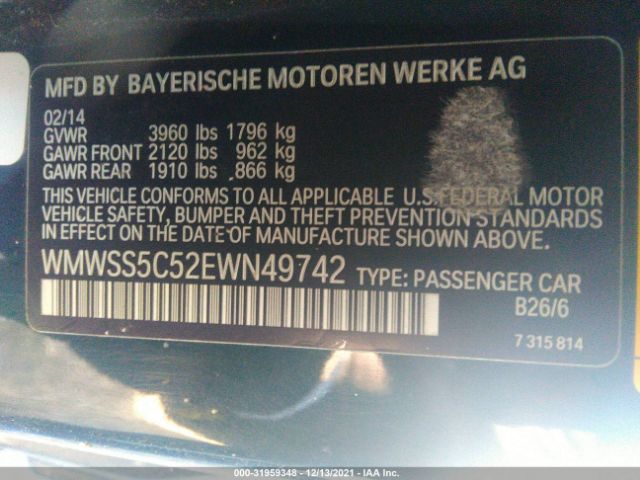 MFD BY BAYERISCHE MOTOREN WERKE AG
02/14
GVWR 3960 lbs 1796 kg
GAWR FRONT 2120 lbs 962 kg
GAWR REAR 1910 lbs 866 kg
THIS VEHICLE CONFORMS TO ALL APPLICABLE U.S. FEDERAL MOTOR
VEHICLE SAFETY, BUMPER AND THEFT PREVENTION STANDARDS
IN EFFECT ON THE DATE OF MANUFACTURE SHOWN ABOVE.
WMWSS5C52EWN49742 TYPE: PASSENGER CAR
B26/6
7 315 814
000-31959348 - 12/13/2021 - IAA Inc.